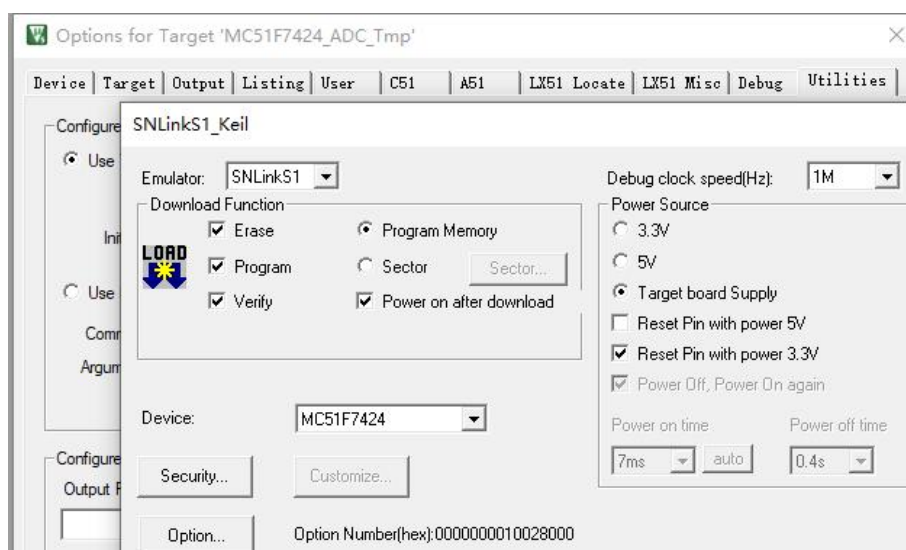 Options for Target 'MC51F7424_ADC_Tmp'
Device Target Output Listing User C51 A51 LX51 Locate LX51 Misc Debug Utilities
Configure
Use
SNLinkS1_Keil
Emulator: SNLinkS1
Debug clock speed(Hz): 1M
Download Function
LOAD
Erase
Program Memory
Program
Sector
Sector...
Verify
Power on after download
Power Source
3.3V
5V
Target board Supply
Reset Pin with power 5V
Reset Pin with power 3.3V
Power Off, Power On again
Power on time
Power off time
7ms
auto
0.4s
Use
Device: MC51F7424
Configure
Security...
Customize...
Option...
Option Number(hex):0000000010028000